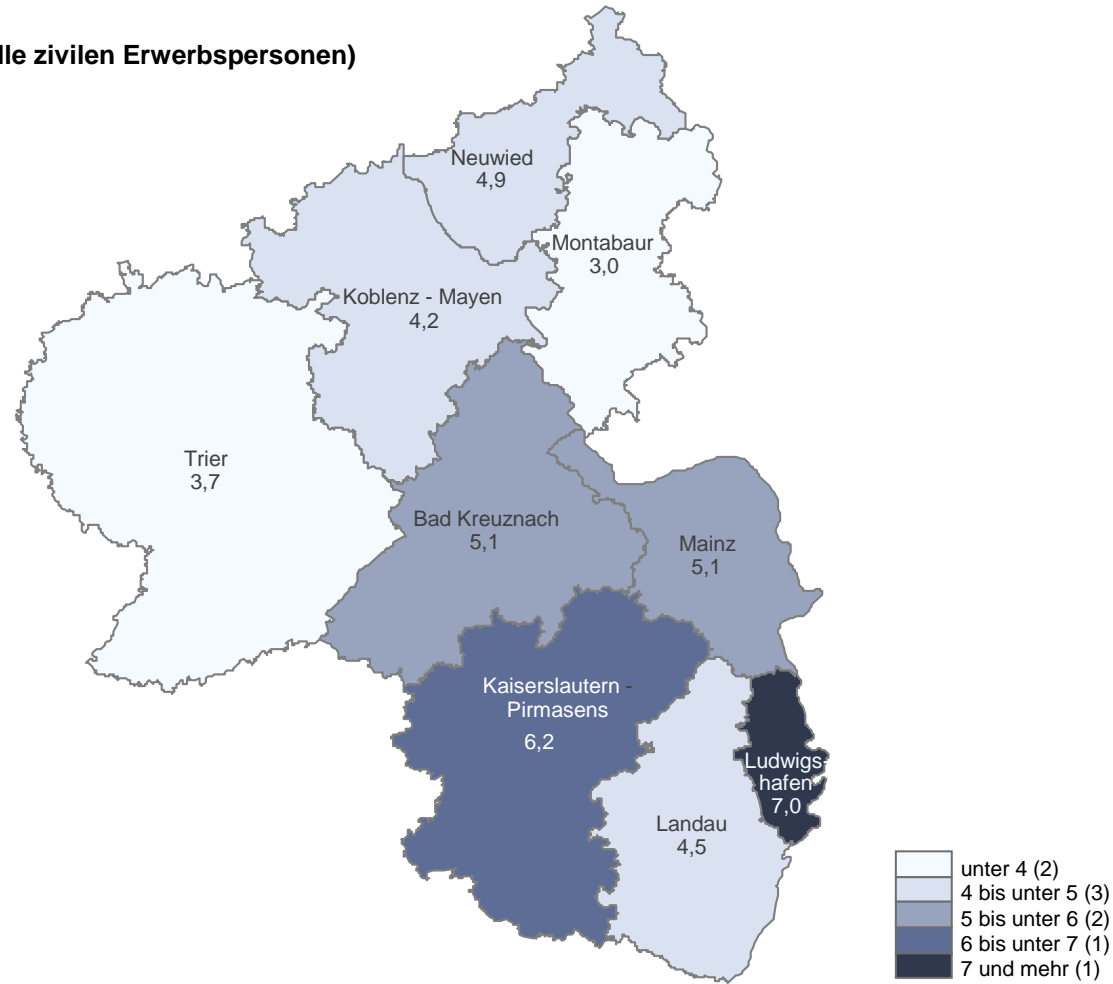 lle zivilen Erwerbspersonen)
Neuwied
4,9
Montabaur
3,0
Koblenz - Mayen
4,2
Trier
3,7
Bad Kreuznach
5,1
Mainz
5,1
Kaiserslautern -
Pirmasens
6,2
Ludwigs-
hafen
7,0
Landau
4,5
unter 4 (2)
4 bis unter 5 (3)
5 bis unter 6 (2)
6 bis unter 7 (1)
7 und mehr (1)